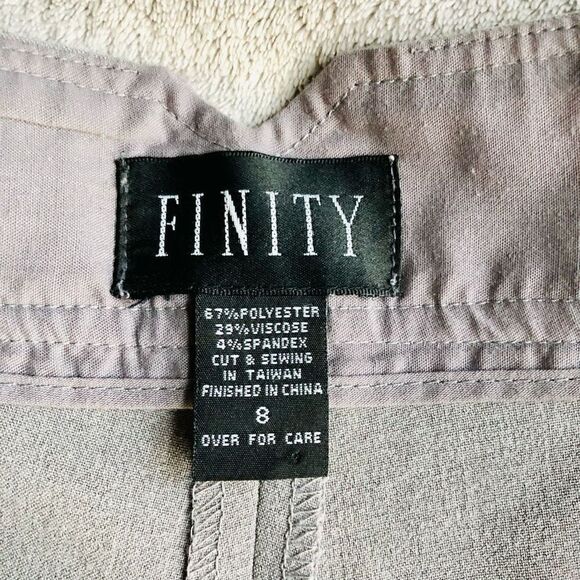 FINITY
67%POLYESTER
29%VISCOSE
4%SPANDEX
CUT & SEWING
IN TAIWAN
FINISHED IN CHINA
8
OVER FOR CARE